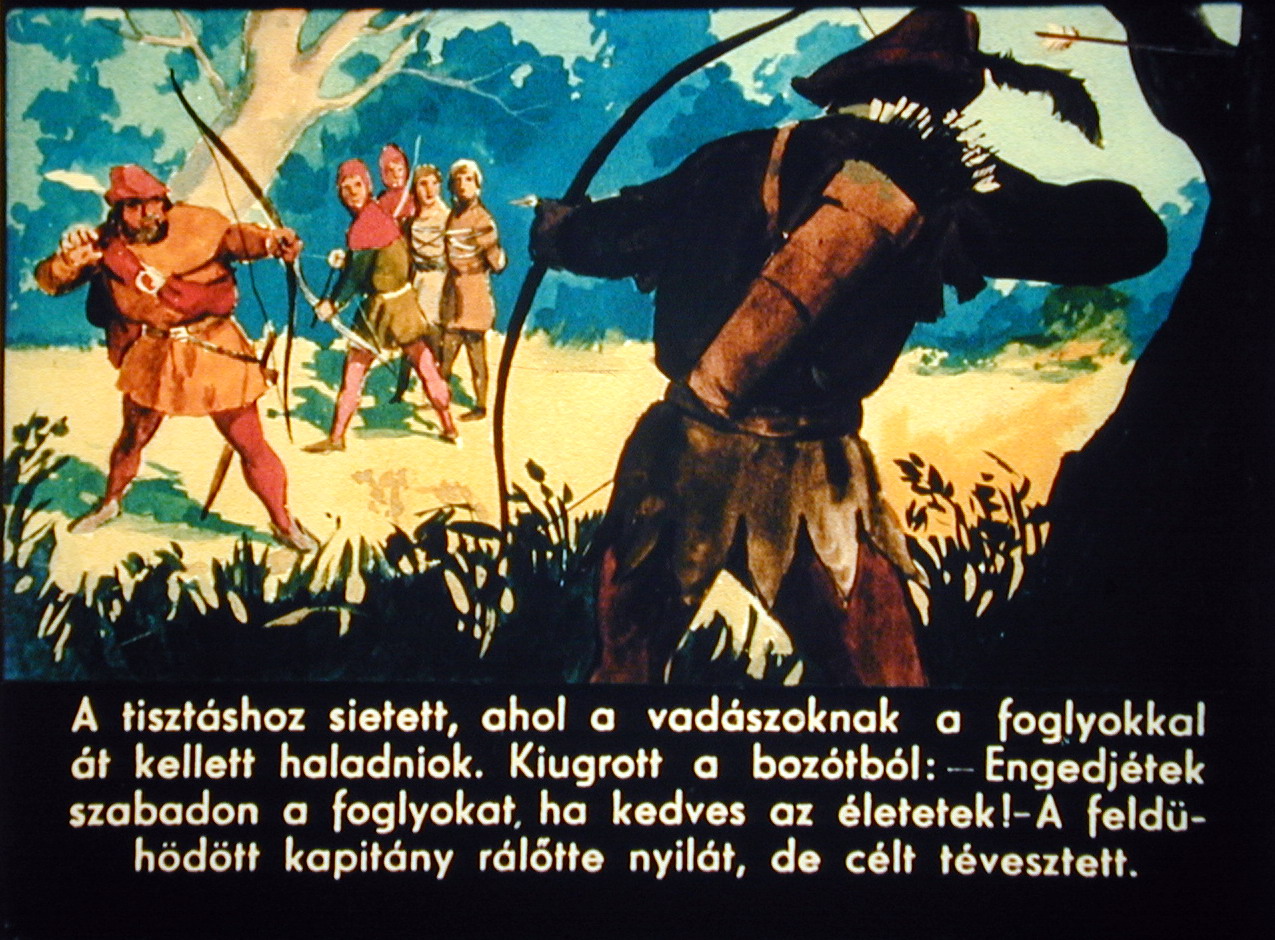 A tisztáshoz sietett, ahol a vadászoknak a foglyokkal
át kellett haladniok. Kiugrott a bozótból: — Engedjétek
szabadon a foglyokat, ha kedves az életetek!-A feldü-
hödött kapitány rálőtte nyilát, de célt tévesztett.